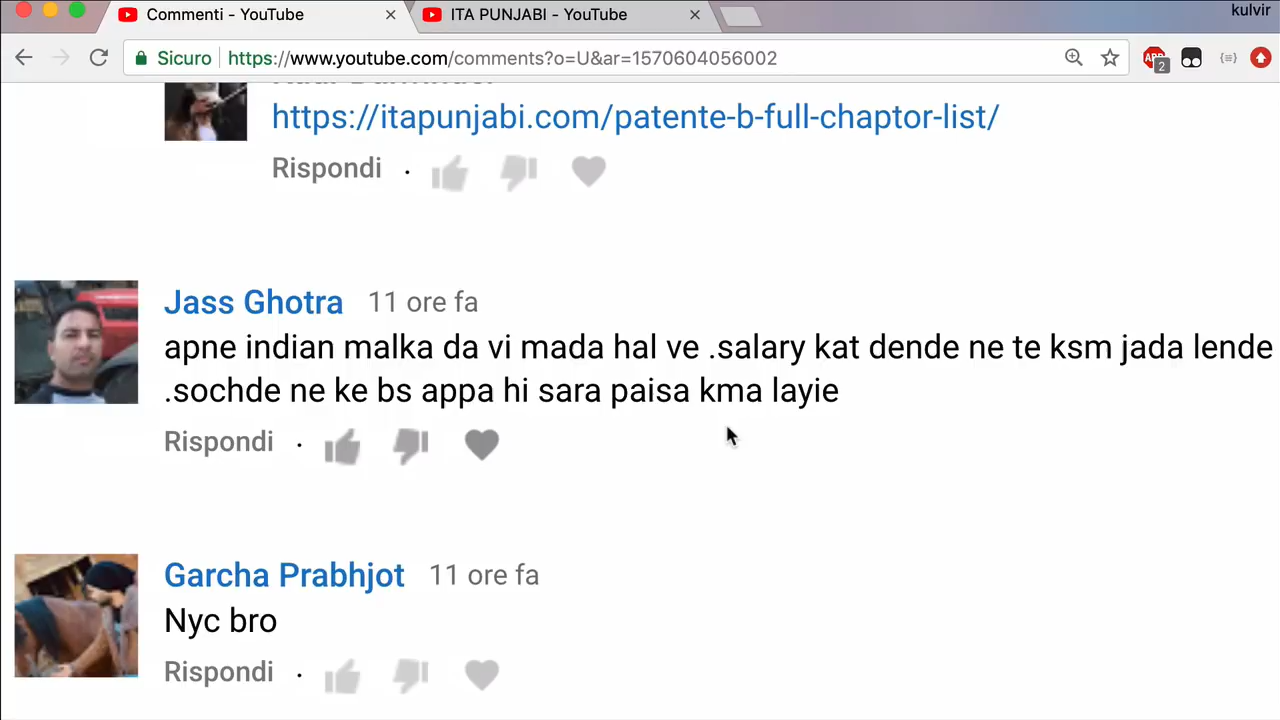 Commenti - YouTube
ITA PUNJABI - YouTube
kulvir
Sicuro https://www.youtube.com/comments?o=U&ar=1570604056002
2
https://itapunjabi.com/patente-b-full-chaptor-list/
Rispondi
Jass Ghotra 11 ore fa
apne indian malka da vi mada hal ve .salary kat dende ne te ksm jada lende
.sochde ne ke bs appa hi sara paisa kma layie
Rispondi
Garcha Prabhjot 11 ore fa
Nyc bro
Rispondi